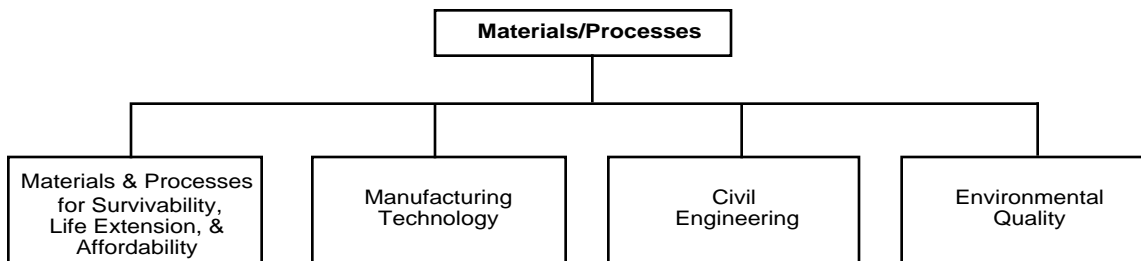 Materials/Processes
Materials & Processes
for Survivability,
Life Extension, &
Affordability
Manufacturing
Technology
Civil
Engineering
Environmental
Quality